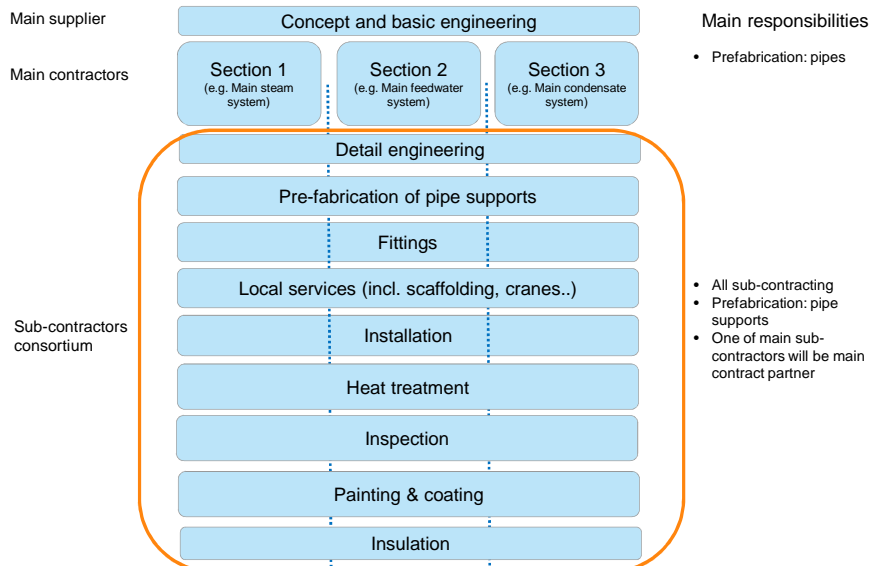 Main supplier
Concept and basic engineering
Main responsibilities
Main contractors
Section 1
(e.g. Main steam
system)
Section 2
(e.g. Main feedwater
system)
Section 3
(e.g. Main condensate
system)
• Prefabrication: pipes
Detail engineering
Pre-fabrication of pipe supports
Fittings
Local services (incl. scaffolding, cranes..)
Installation
Heat treatment
Inspection
Painting & coating
Insulation
Sub-contractors
consortium
• All sub-contracting
• Prefabrication: pipe
supports
• One of main sub-
contractors will be main
contract partner